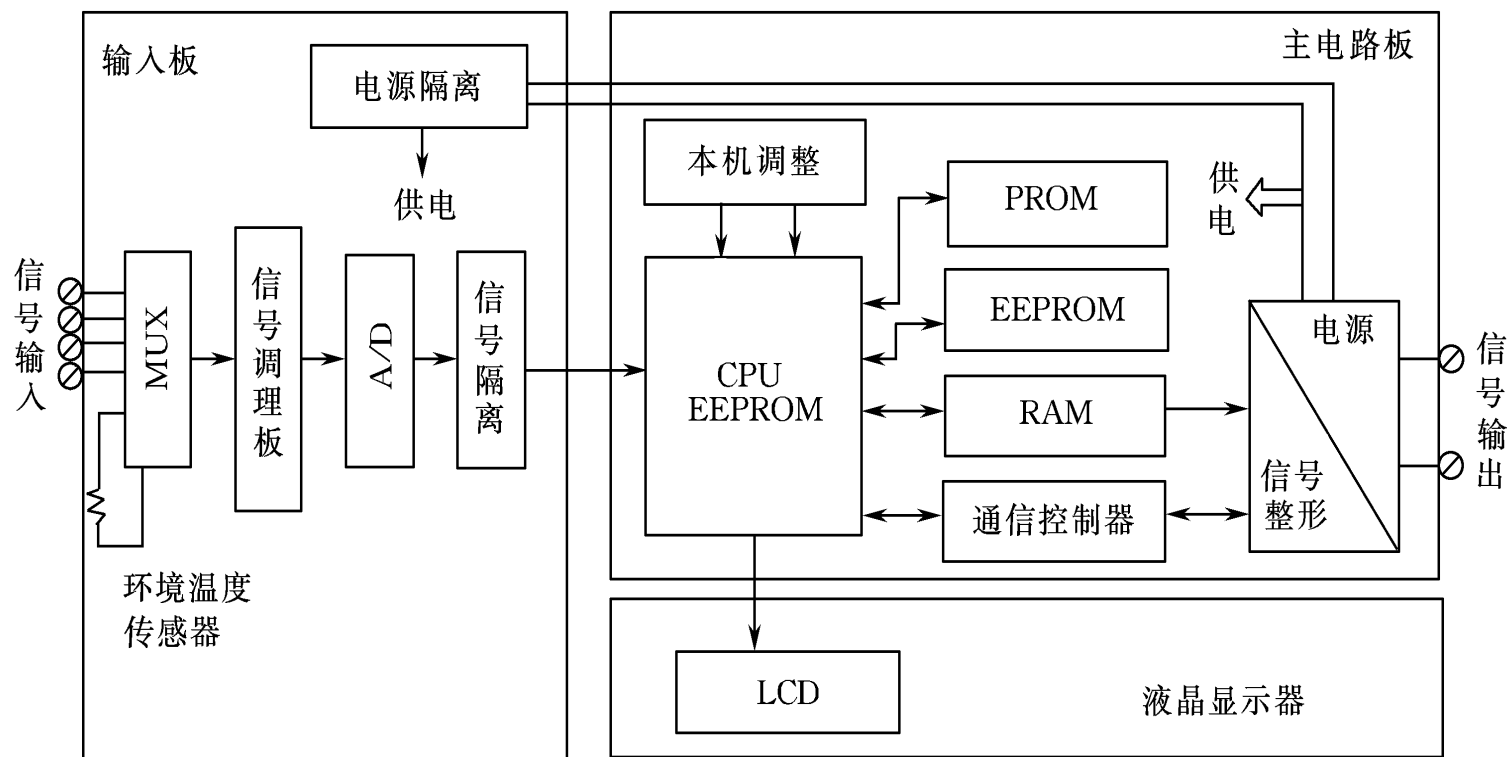 输入板
电源隔离
供电
信号输入
MUX
信号调理板
A/D
信号隔离
环境温度
传感器
主电路板
本机调整
PROM
供电
EEPROM
CPU
EEPROM
RAM
通信控制器
电源
信号
整形
信号输出
LCD
液晶显示器